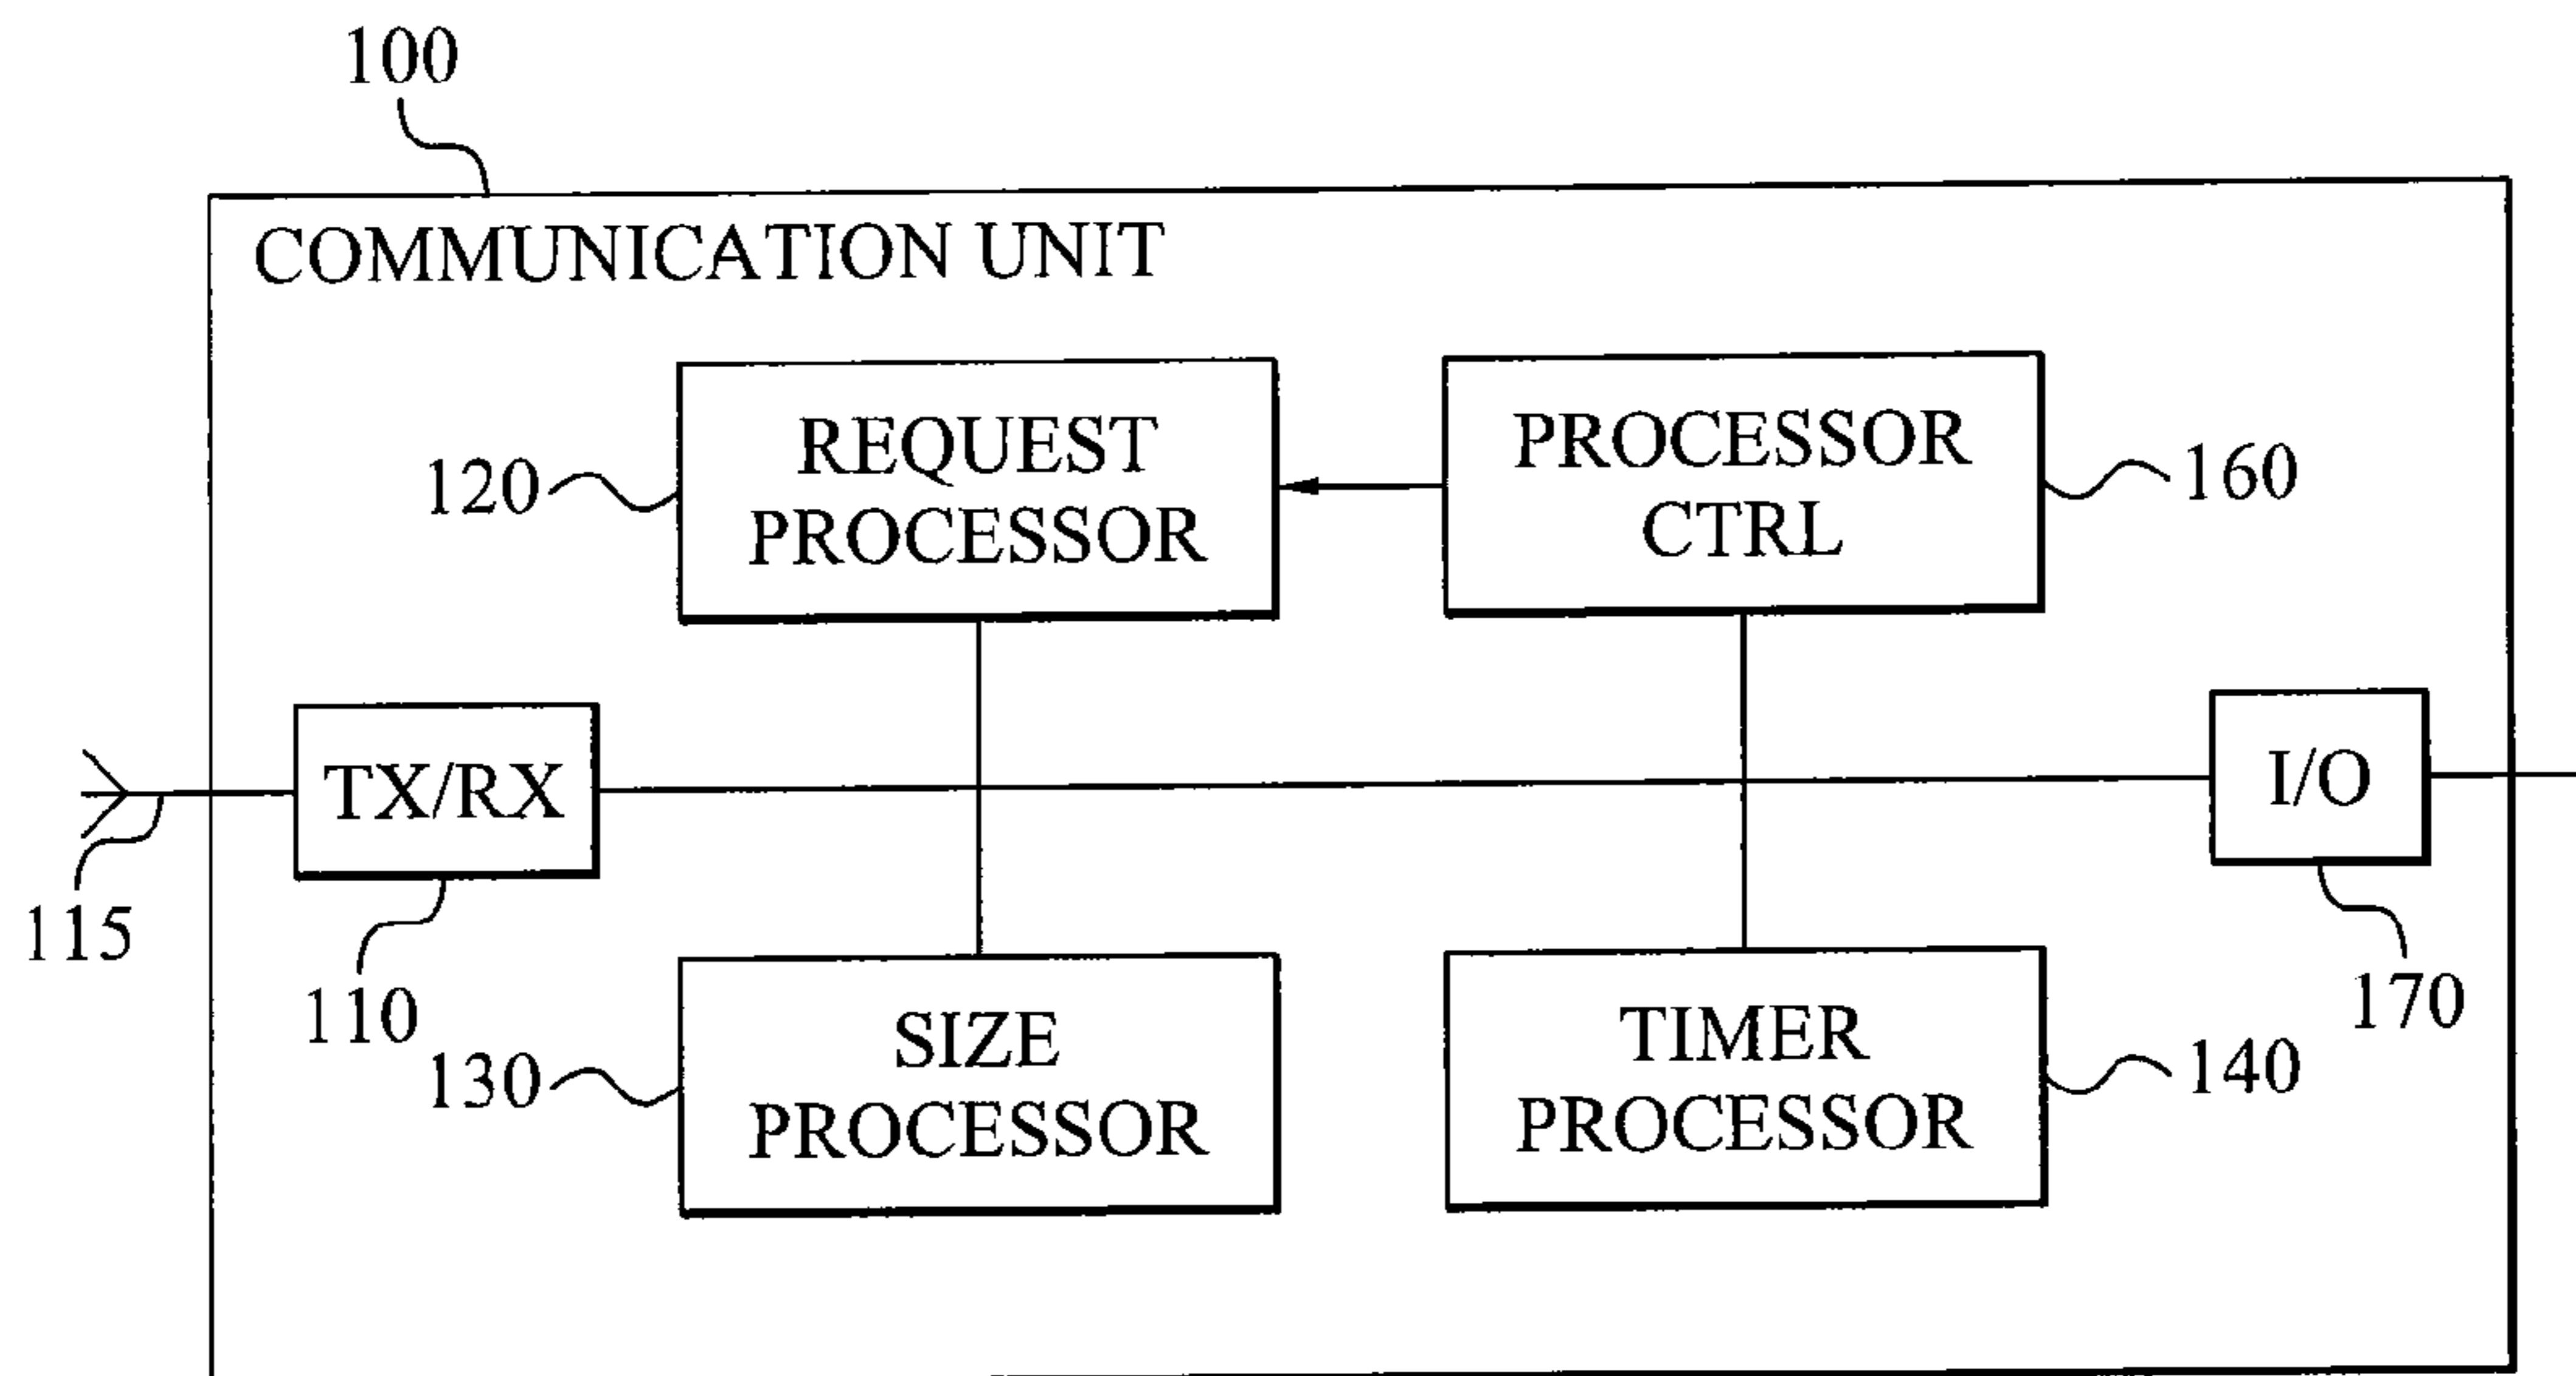 100
COMMUNICATION UNIT
REQUEST
PROCESSOR
120
PROCESSOR
CTRL
160
TX/RX
I/O
115
110
170
SIZE
PROCESSOR
130
TIMER
PROCESSOR
140